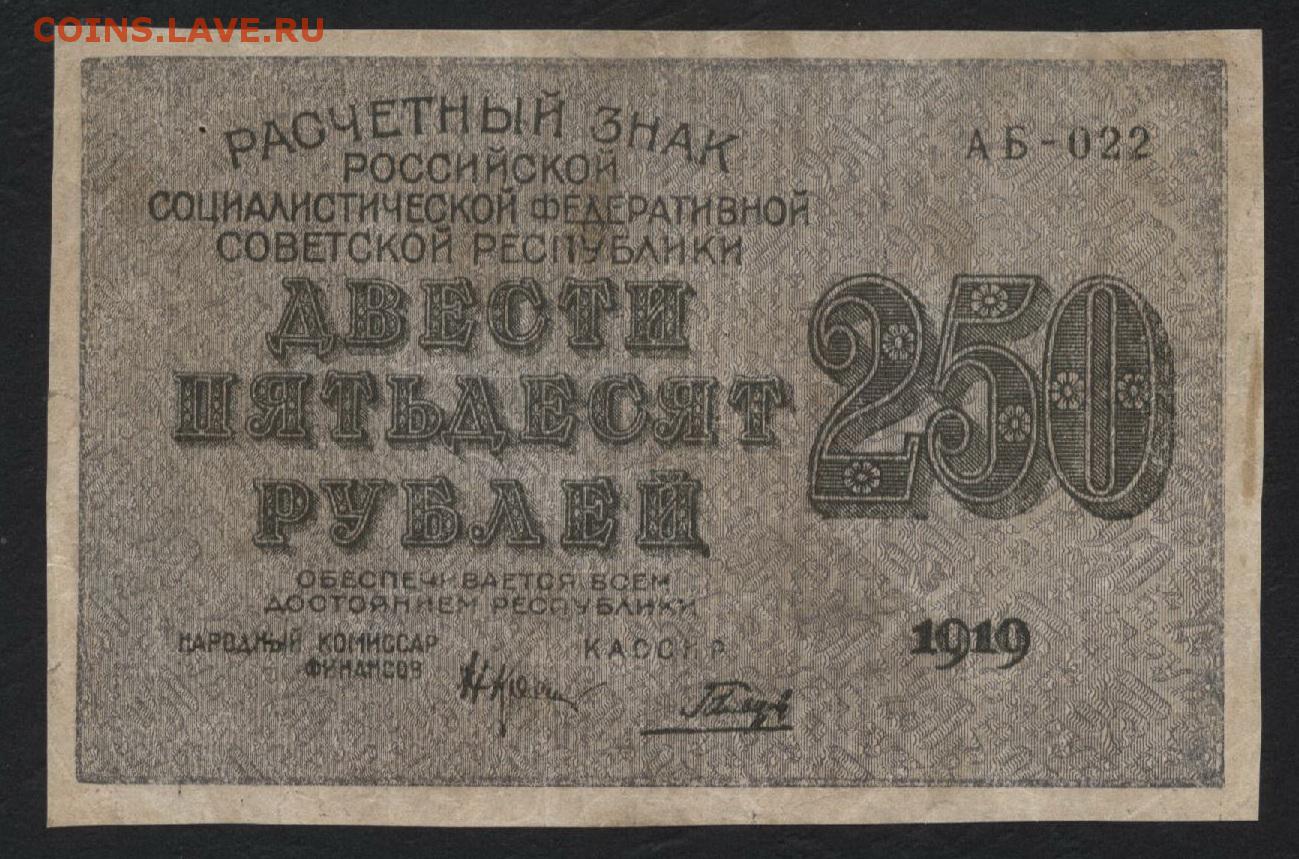 COINS.LAVE.RU
РАСЧЕТНЫЙ ЗНАК
РОССИЙСКОЙ
СОЦИАЛИСТИЧЕСКОЙ ФЕДЕРАТИВНОЙ
СОВЕТСКОЙ РЕСПУБЛИКИ
АБ-022
ДВЕСТИ
ПЯТЬДЕСЯТ
РУБЛЕЙ
250
ОБЕСПЕЧИВАЕТСЯ ВСЕМ
ДОСТОЯНИЕМ РЕСПУБЛИКИ
НАРОДНЫЙ КОМИССАР
ФИНАНСОВ
КАССИР
1919